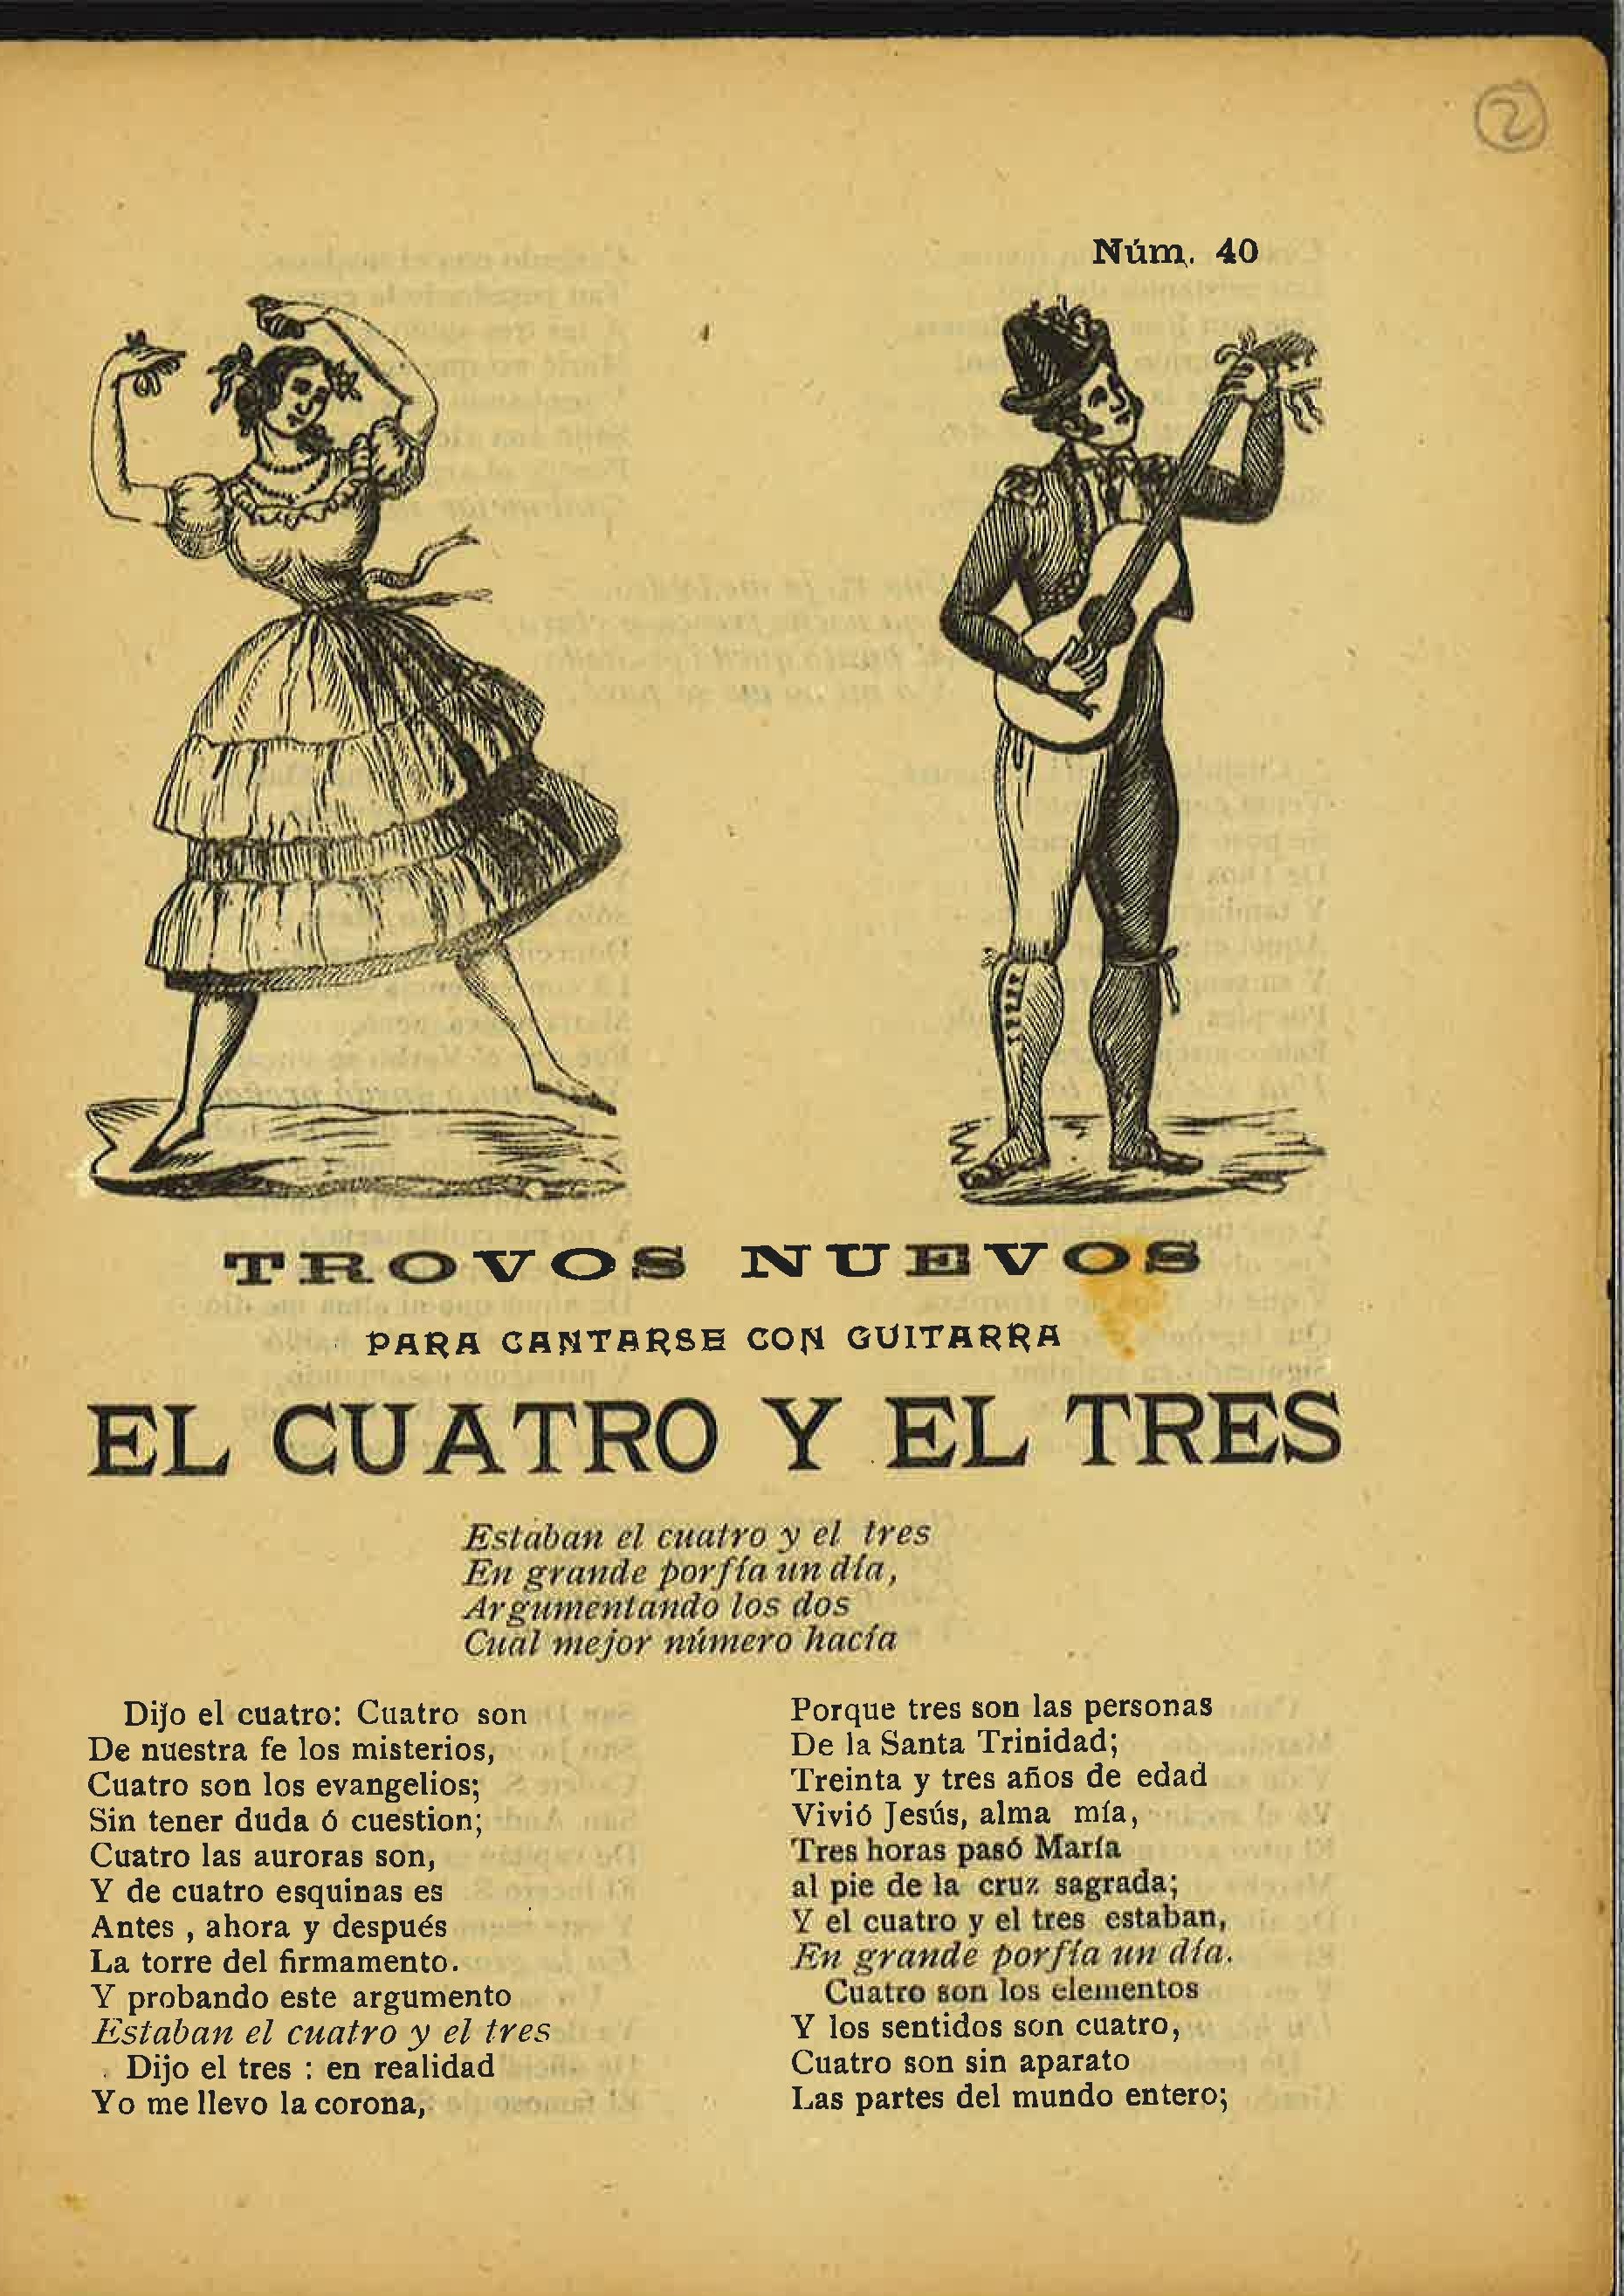 2
Núm. 40
TROVOS NUEVOS
PARA CANTARSE CON GUITARRA
EL CUATRO Y EL TRES
Estaban el cuatro y el tres
En grande porfía un día,
Argumentando los dos
Cual mejor número hacía
Dijo el cuatro: Cuatro son
De nuestra fe los misterios,
Cuatro son los evangelios;
Sin tener duda ó cuestion;
Cuatro las auroras son,
Y de cuatro esquinas es
Antes , ahora y después
La torre del firmamento.
Y probando este argumento
Estaban el cuatro y el tres
Dijo el tres : en realidad
Yo me llevo la corona,
Porque tres son las personas
De la Santa Trinidad;
Treinta y tres años de edad
Vivió Jesús, alma mía,
Tres horas pasó María
al pie de la cruz sagrada;
Y el cuatro y el tres estaban,
En grande porfía un día.
Cuatro son los elementos
Y los sentidos son cuatro,
Cuatro son sin aparato
Las partes del mundo entero;